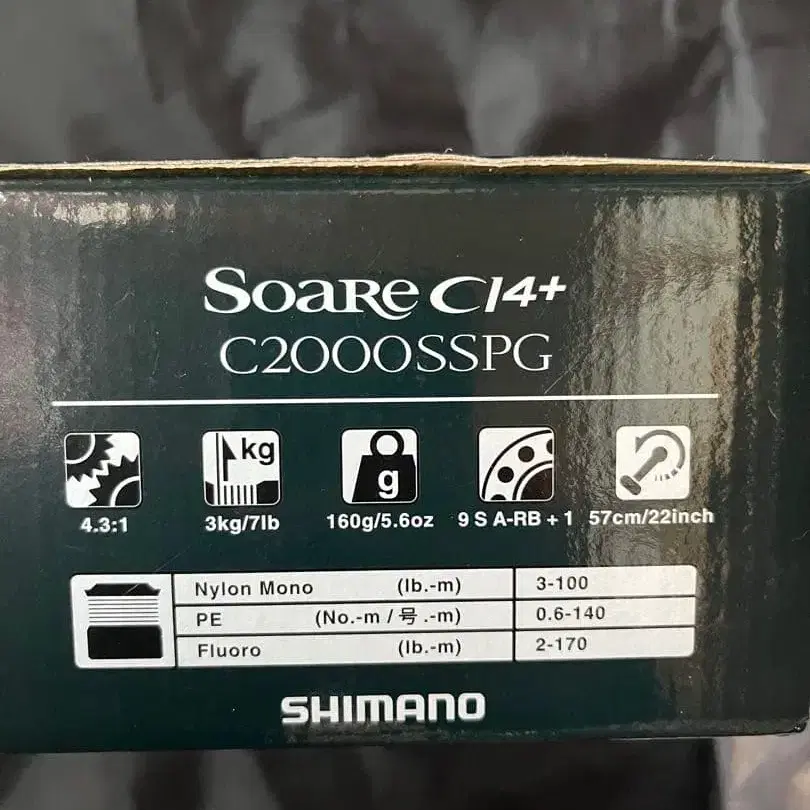 Soare CI4+
C2000SSPG
kg
g
4.3:1 3kg/7lb 160g/5.6oz 9 S A-RB + 1 57cm/22inch
Nylon Mono (lb.-m) 3-100
PE (No.-m / 号.-m) 0.6-140
Fluoro (lb.-m) 2-170
SHIMANO